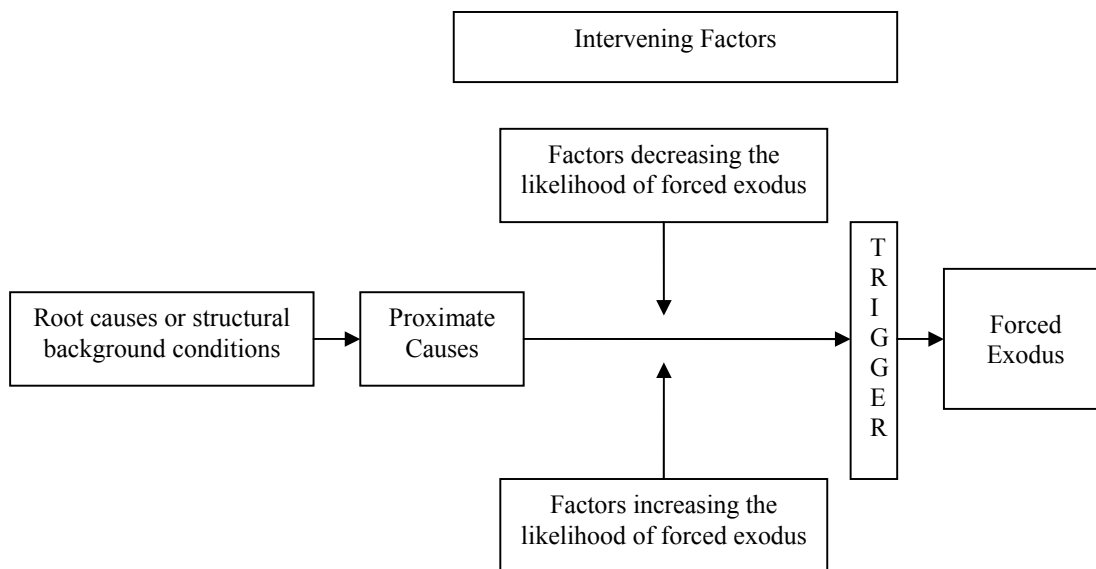 Intervening Factors
Factors decreasing the
likelihood of forced exodus
Root causes or structural
background conditions
Proximate
Causes
T
R
I
G
G
E
R
Forced
Exodus
Factors increasing the
likelihood of forced exodus